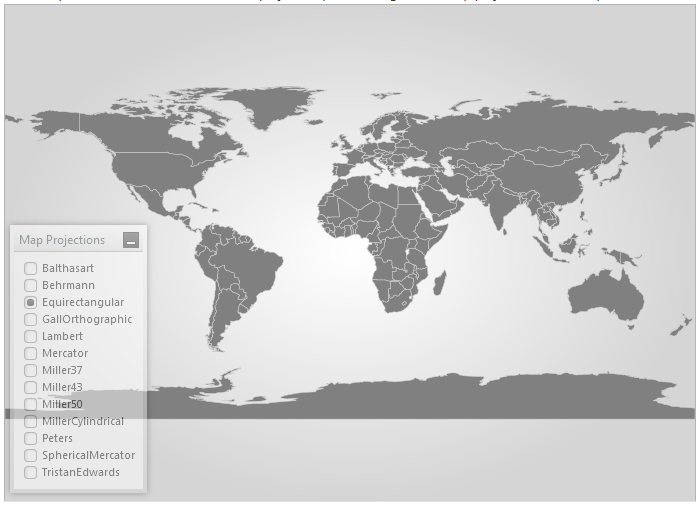 Map Projections
Balthasart
Behrmann
Equirectangular
GallOrthographic
Lambert
Mercator
Miller37
Miller43
Miller50
MillerCylindrical
Peters
SphericalMercator
TristanEdwards